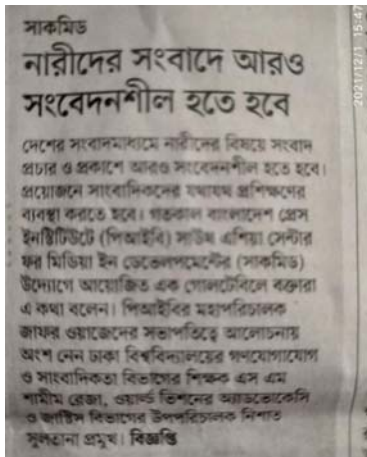 সাকমিড
নারীদের সংবাদে আরও
সংবেদনশীল হতে হবে
দেশের সংবাদমাধ্যমে নারীদের বিষয়ে সংবাদ
প্রচার ও প্রকাশে আরও সংবেদনশীল হতে হবে।
প্রয়োজনে সাংবাদিকদের যথাযথ প্রশিক্ষণের
ব্যবস্থা করতে হবে। গতকাল বাংলাদেশ প্রেস
ইনস্টিটিউটে (পিআইবি) সাউথ এশিয়া সেন্টার
ফর মিডিয়া ইন ডেভেলপমেন্টের (সাকমিড)
উদ্যোগে আয়োজিত এক গোলটেবিলে বক্তারা
এ কথা বলেন। পিআইবির মহাপরিচালক
জাফর ওয়াজেদের সভাপতিত্বে আলোচনায়
অংশ নেন ঢাকা বিশ্ববিদ্যালয়ের গণযোগাযোগ
ও সাংবাদিকতা বিভাগের শিক্ষক এস এম
শামীম রেজা, ওয়ার্ল্ড ভিশনের অ্যাডভোকেসি
ও জাস্টিস বিভাগের উপপরিচালক নিশাত
সুলতানা প্রমুখ। বিজ্ঞপ্তি
2021/12/1 15:47